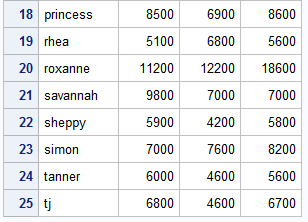 18 princess 8500 6900 8600
19 rhea 5100 6800 5600
20 roxanne 11200 12200 18600
21 savannah 9800 7000 7000
22 sheppy 5900 4200 5800
23 simon 7000 7600 8200
24 tanner 6000 4600 5600
25 tj 6800 4600 6700